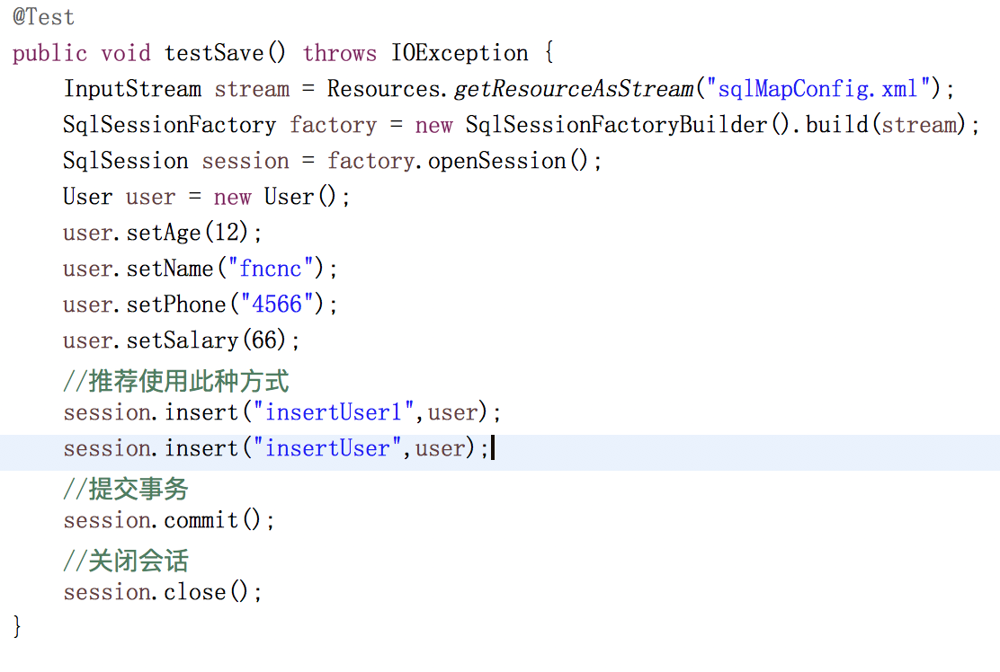 @Test
public void testSave() throws IOException {
    InputStream stream = Resources.getResourceAsStream("sqlMapConfig.xml");
    SqlSessionFactory factory = new SqlSessionFactoryBuilder().build(stream);
    SqlSession session = factory.openSession();
    User user = new User();
    user.setAge(12);
    user.setName("fncnc");
    user.setPhone("4566");
    user.setSalary(66);
    //推荐使用此种方式
    session.insert("insertUser1",user);
    session.insert("insertUser",user);
    //提交事务
    session.commit();
    //关闭会话
    session.close();
}